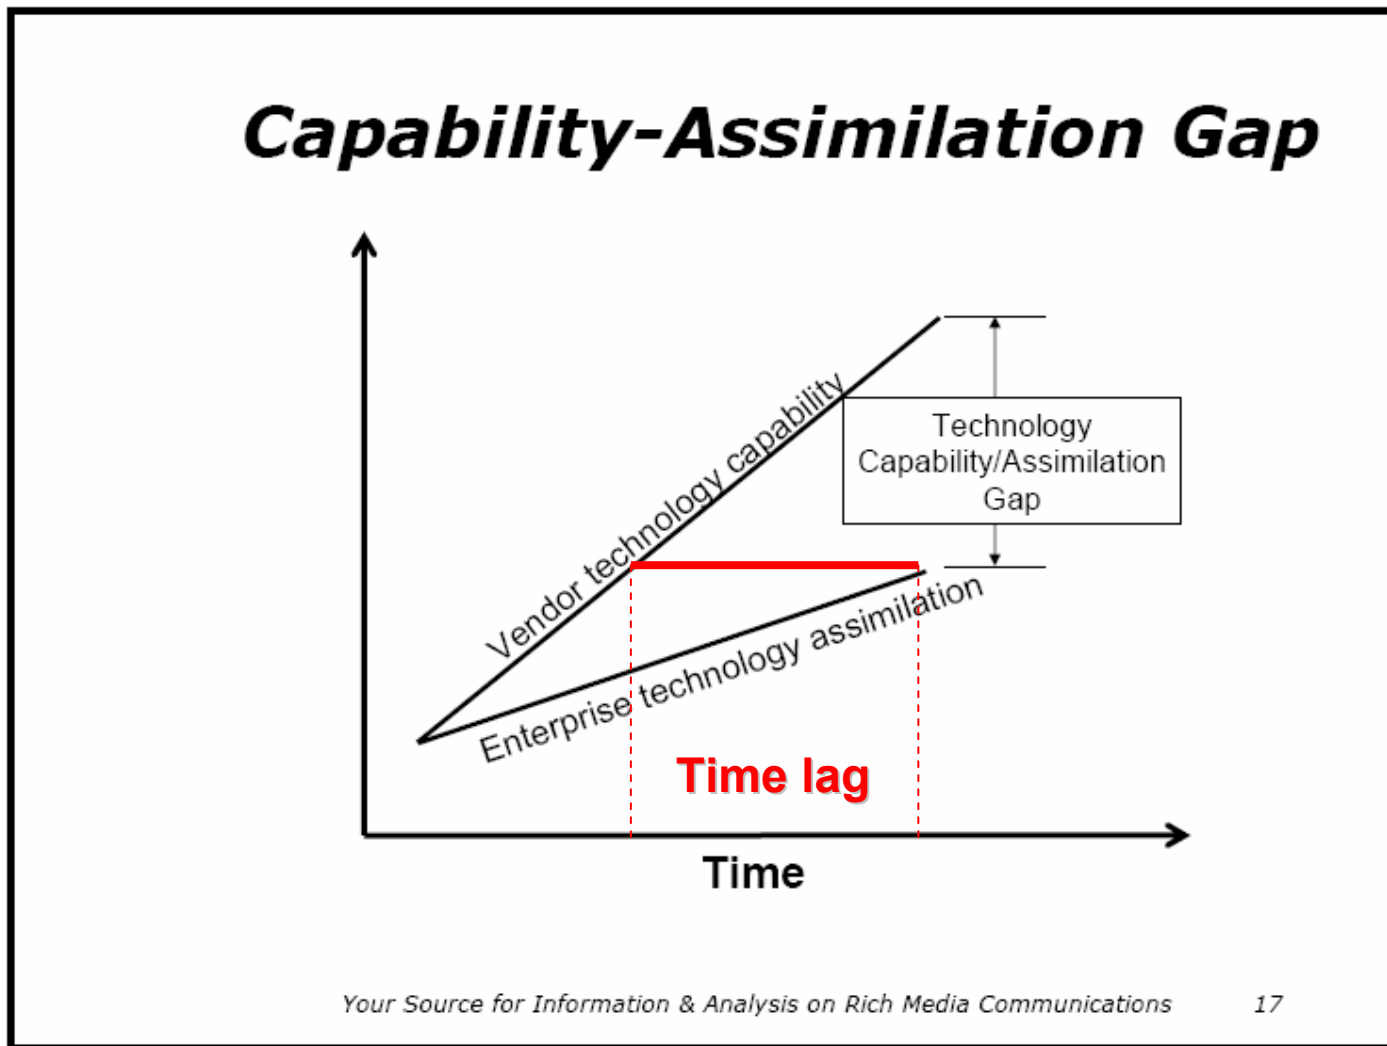 Capability-Assimilation Gap
Vendor technology capability
Technology
Capability/Assimilation
Gap
Enterprise technology assimilation
Time lag
Time
Your Source for Information & Analysis on Rich Media Communications 17